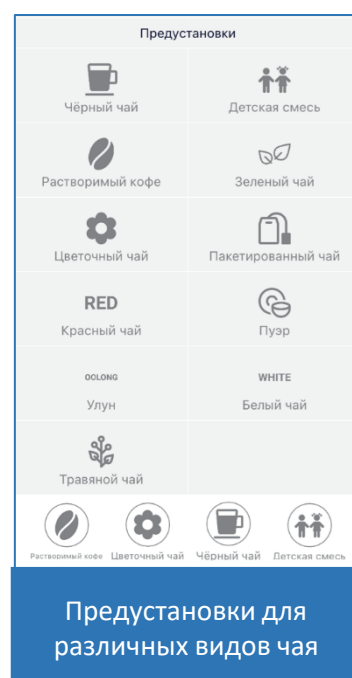 Предустановки
Чёрный чай
Детская смесь
Растворимый кофе
Зеленый чай
Цветочный чай
Пакетированный чай
RED
Красный чай
Пуэр
OOLONG
Улун
WHITE
Белый чай
Травяной чай
Растворимый кофе Цветочный чай Чёрный чай Детская смесь
Предустановки для
различных видов чая